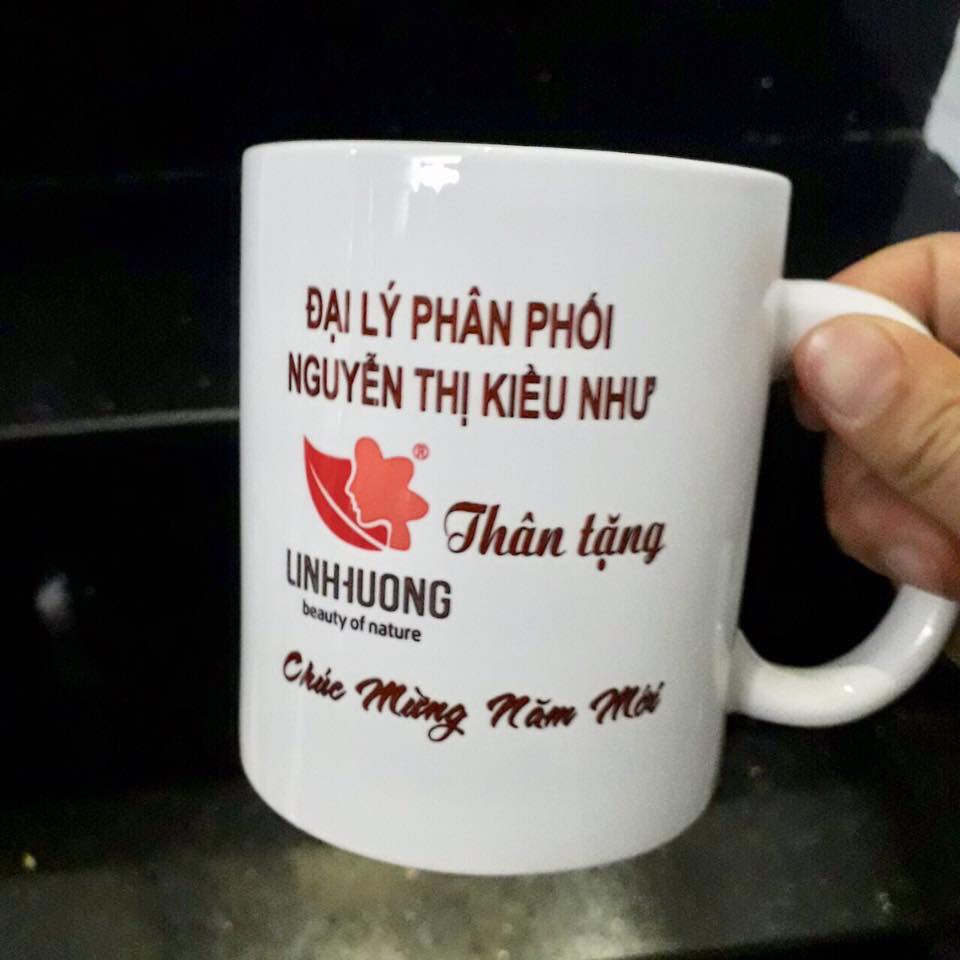 ĐẠI LÝ PHÂN PHỐI
NGUYỄN THỊ KIỀU NHƯ
®
Thân tặng
LINHHUONG
beauty of nature
Chúc Mừng Năm Mới